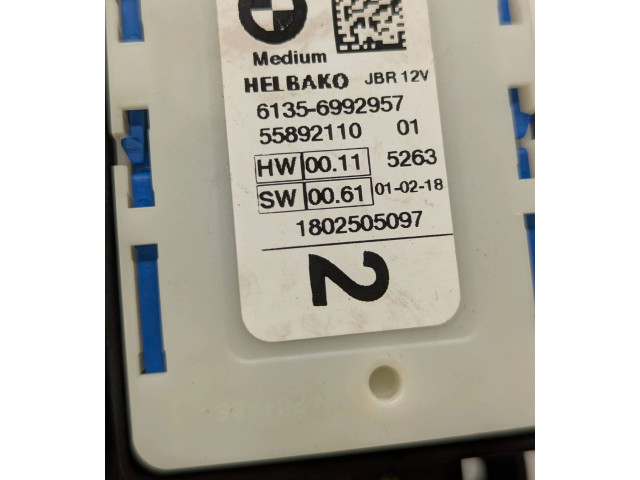 Medium
HELBAKO JBR 12V
6135-6992957
55892110 01
HW 00.11 5263
SW 00.61 01-02-18
1802505097
2